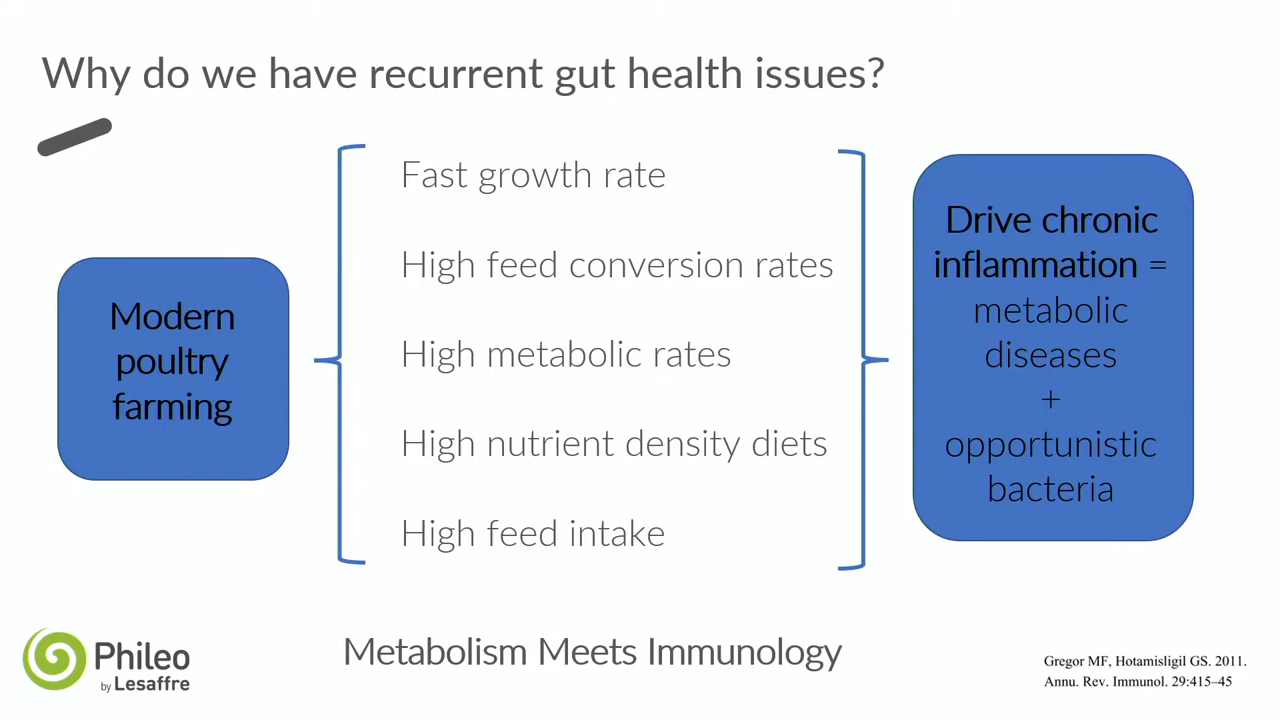 Why do we have recurrent gut health issues?
Modern
poultry
farming
Fast growth rate
High feed conversion rates
High metabolic rates
High nutrient density diets
High feed intake
Drive chronic
inflammation =
metabolic
diseases
+
opportunistic
bacteria
Phileo
by Lesaffre
Metabolism Meets Immunology
Gregor MF, Hotamisligil GS. 2011.
Annu. Rev. Immunol. 29:415–45